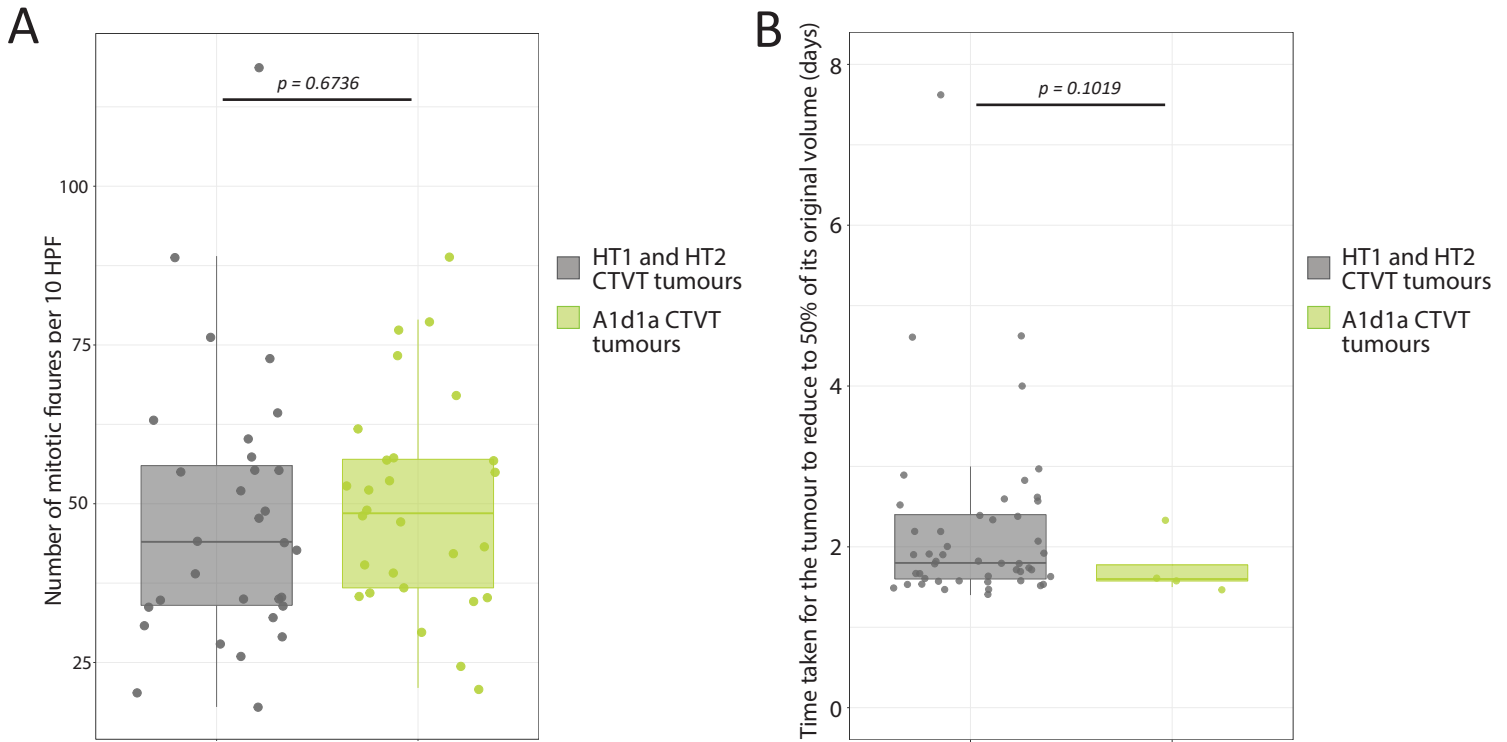 A
Number of mitotic figures per 10 HPF
100
75
50
25
p = 0.6736
HT1 and HT2
CTVT tumours
A1d1a CTVT
tumours
B
Time taken for the tumour to reduce to 50% of its original volume (days)
8
6
4
2
0
p = 0.1019
HT1 and HT2
CTVT tumours
A1d1a CTVT
tumours